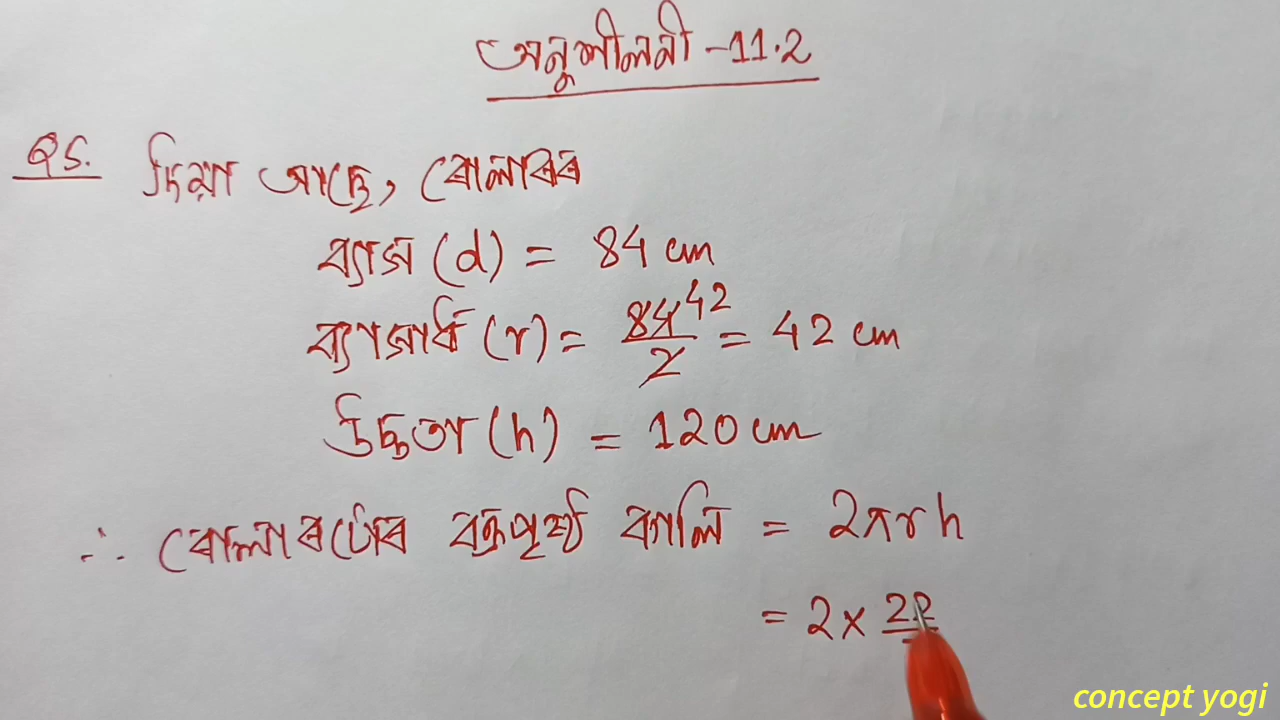 অনুশীলনী - 11.2
Q5. দিয়া আছে, ৰোলাৰৰ
ব্যাস (d) = 84 cm
ব্যাসাৰ্ধ (r) = 84/2 42 = 42 cm
উচ্চতা (h) = 120 cm
∴ ৰোলাৰটোৰ বক্ৰপৃষ্ঠ কালি = 2πrh
= 2 × 22
concept yogi